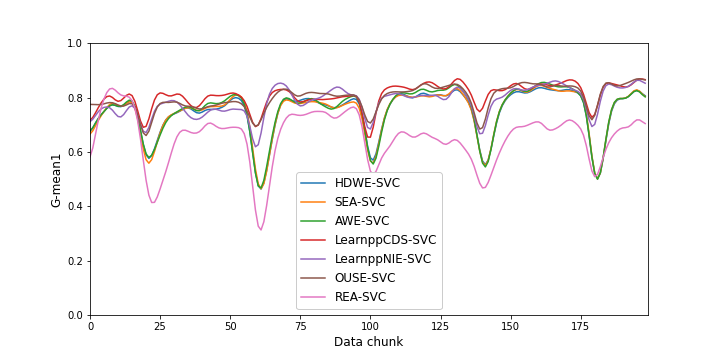 G-mean1
1.0
0.8
0.6
0.4
0.2
0.0
HDWE-SVC
SEA-SVC
AWE-SVC
LearnppCDS-SVC
LearnppNIE-SVC
OUSE-SVC
REA-SVC
0 25 50 75 100 125 150 175
Data chunk